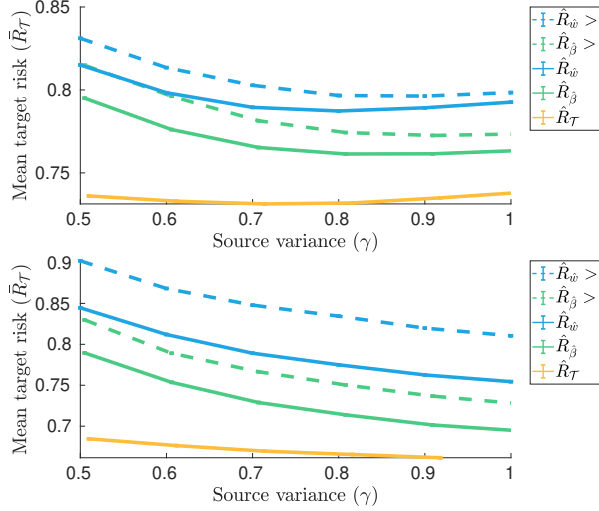 0.85
0.8
0.75
Mean target risk (R̄_𝒯)
0.5 0.6 0.7 0.8 0.9 1
Source variance (γ)
R̂_ŵ >
R̂_β̂ >
R̂_ŵ
R̂_β̂
R̂_𝒯
0.9
0.85
0.8
0.75
0.7
Mean target risk (R̄_𝒯)
0.5 0.6 0.7 0.8 0.9 1
Source variance (γ)
R̂_ŵ >
R̂_β̂ >
R̂_ŵ
R̂_β̂
R̂_𝒯